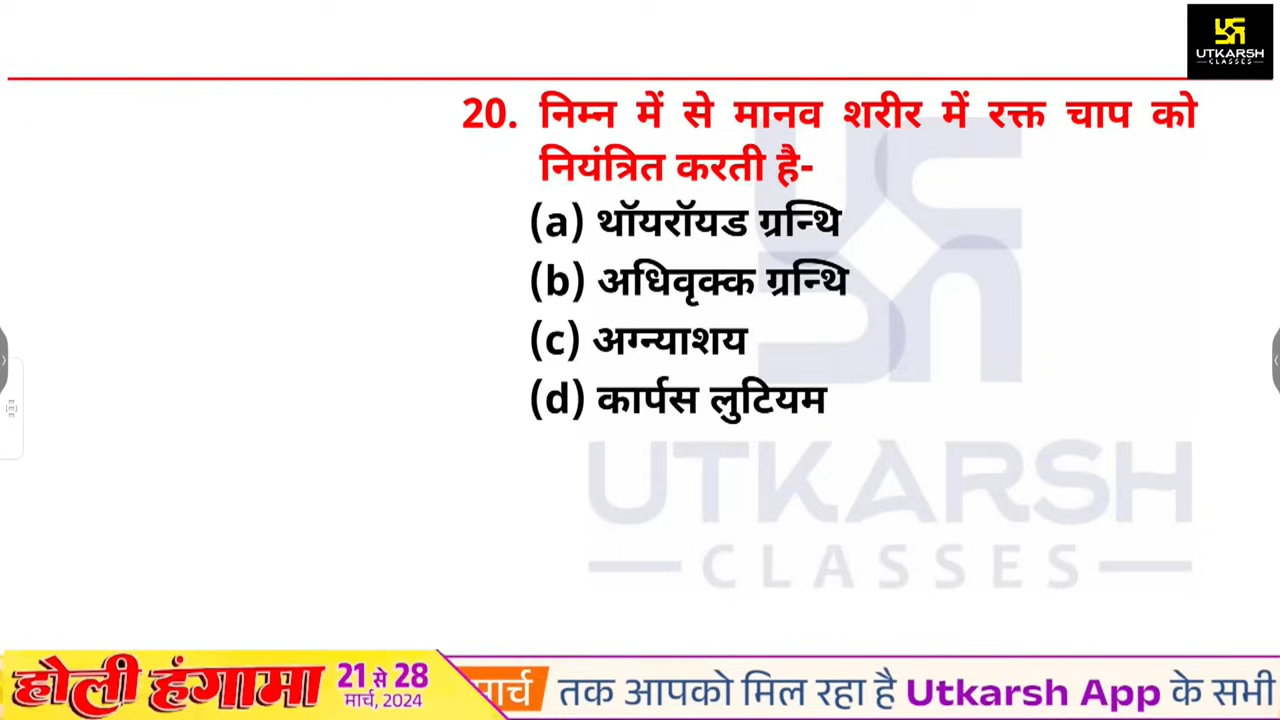 UTKARSH
CLASSES
20. निम्न में से मानव शरीर में रक्त चाप को
नियंत्रित करती है-
(a) थॉयरॉयड ग्रन्थि
(b) अधिवृक्क ग्रन्थि
(c) अग्न्याशय
(d) कार्पस लुटियम
UTKARSH
CLASSES
होली हंगामा 21 से 28
मार्च, 2024
मार्च तक आपको मिल रहा है Utkarsh App के सभी